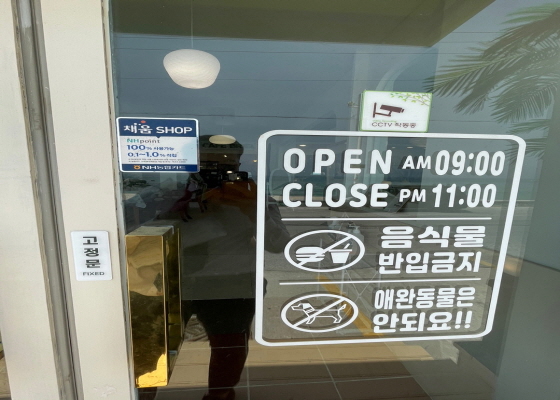 CCTV 작동중
채움 SHOP
NHpoint
100% 사용가능
0.1~1.0% 적립
NH농협카드
OPEN AM 09:00
CLOSE PM 11:00
음식물
반입금지
애완동물은
안되요!!
고정문
FIXED